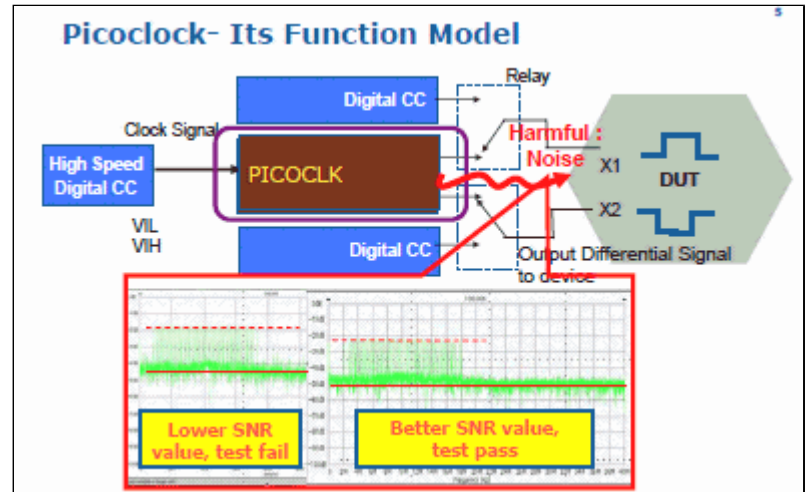 5
Picoclock- Its Function Model
Relay
Digital CC
Clock Signal
Harmful :
Noise
High Speed
Digital CC
PICOCLK
X1
DUT
X2
VIL
VIH
Digital CC
Output Differential Signal
to device
Lower SNR
value, test fail
Better SNR value,
test pass